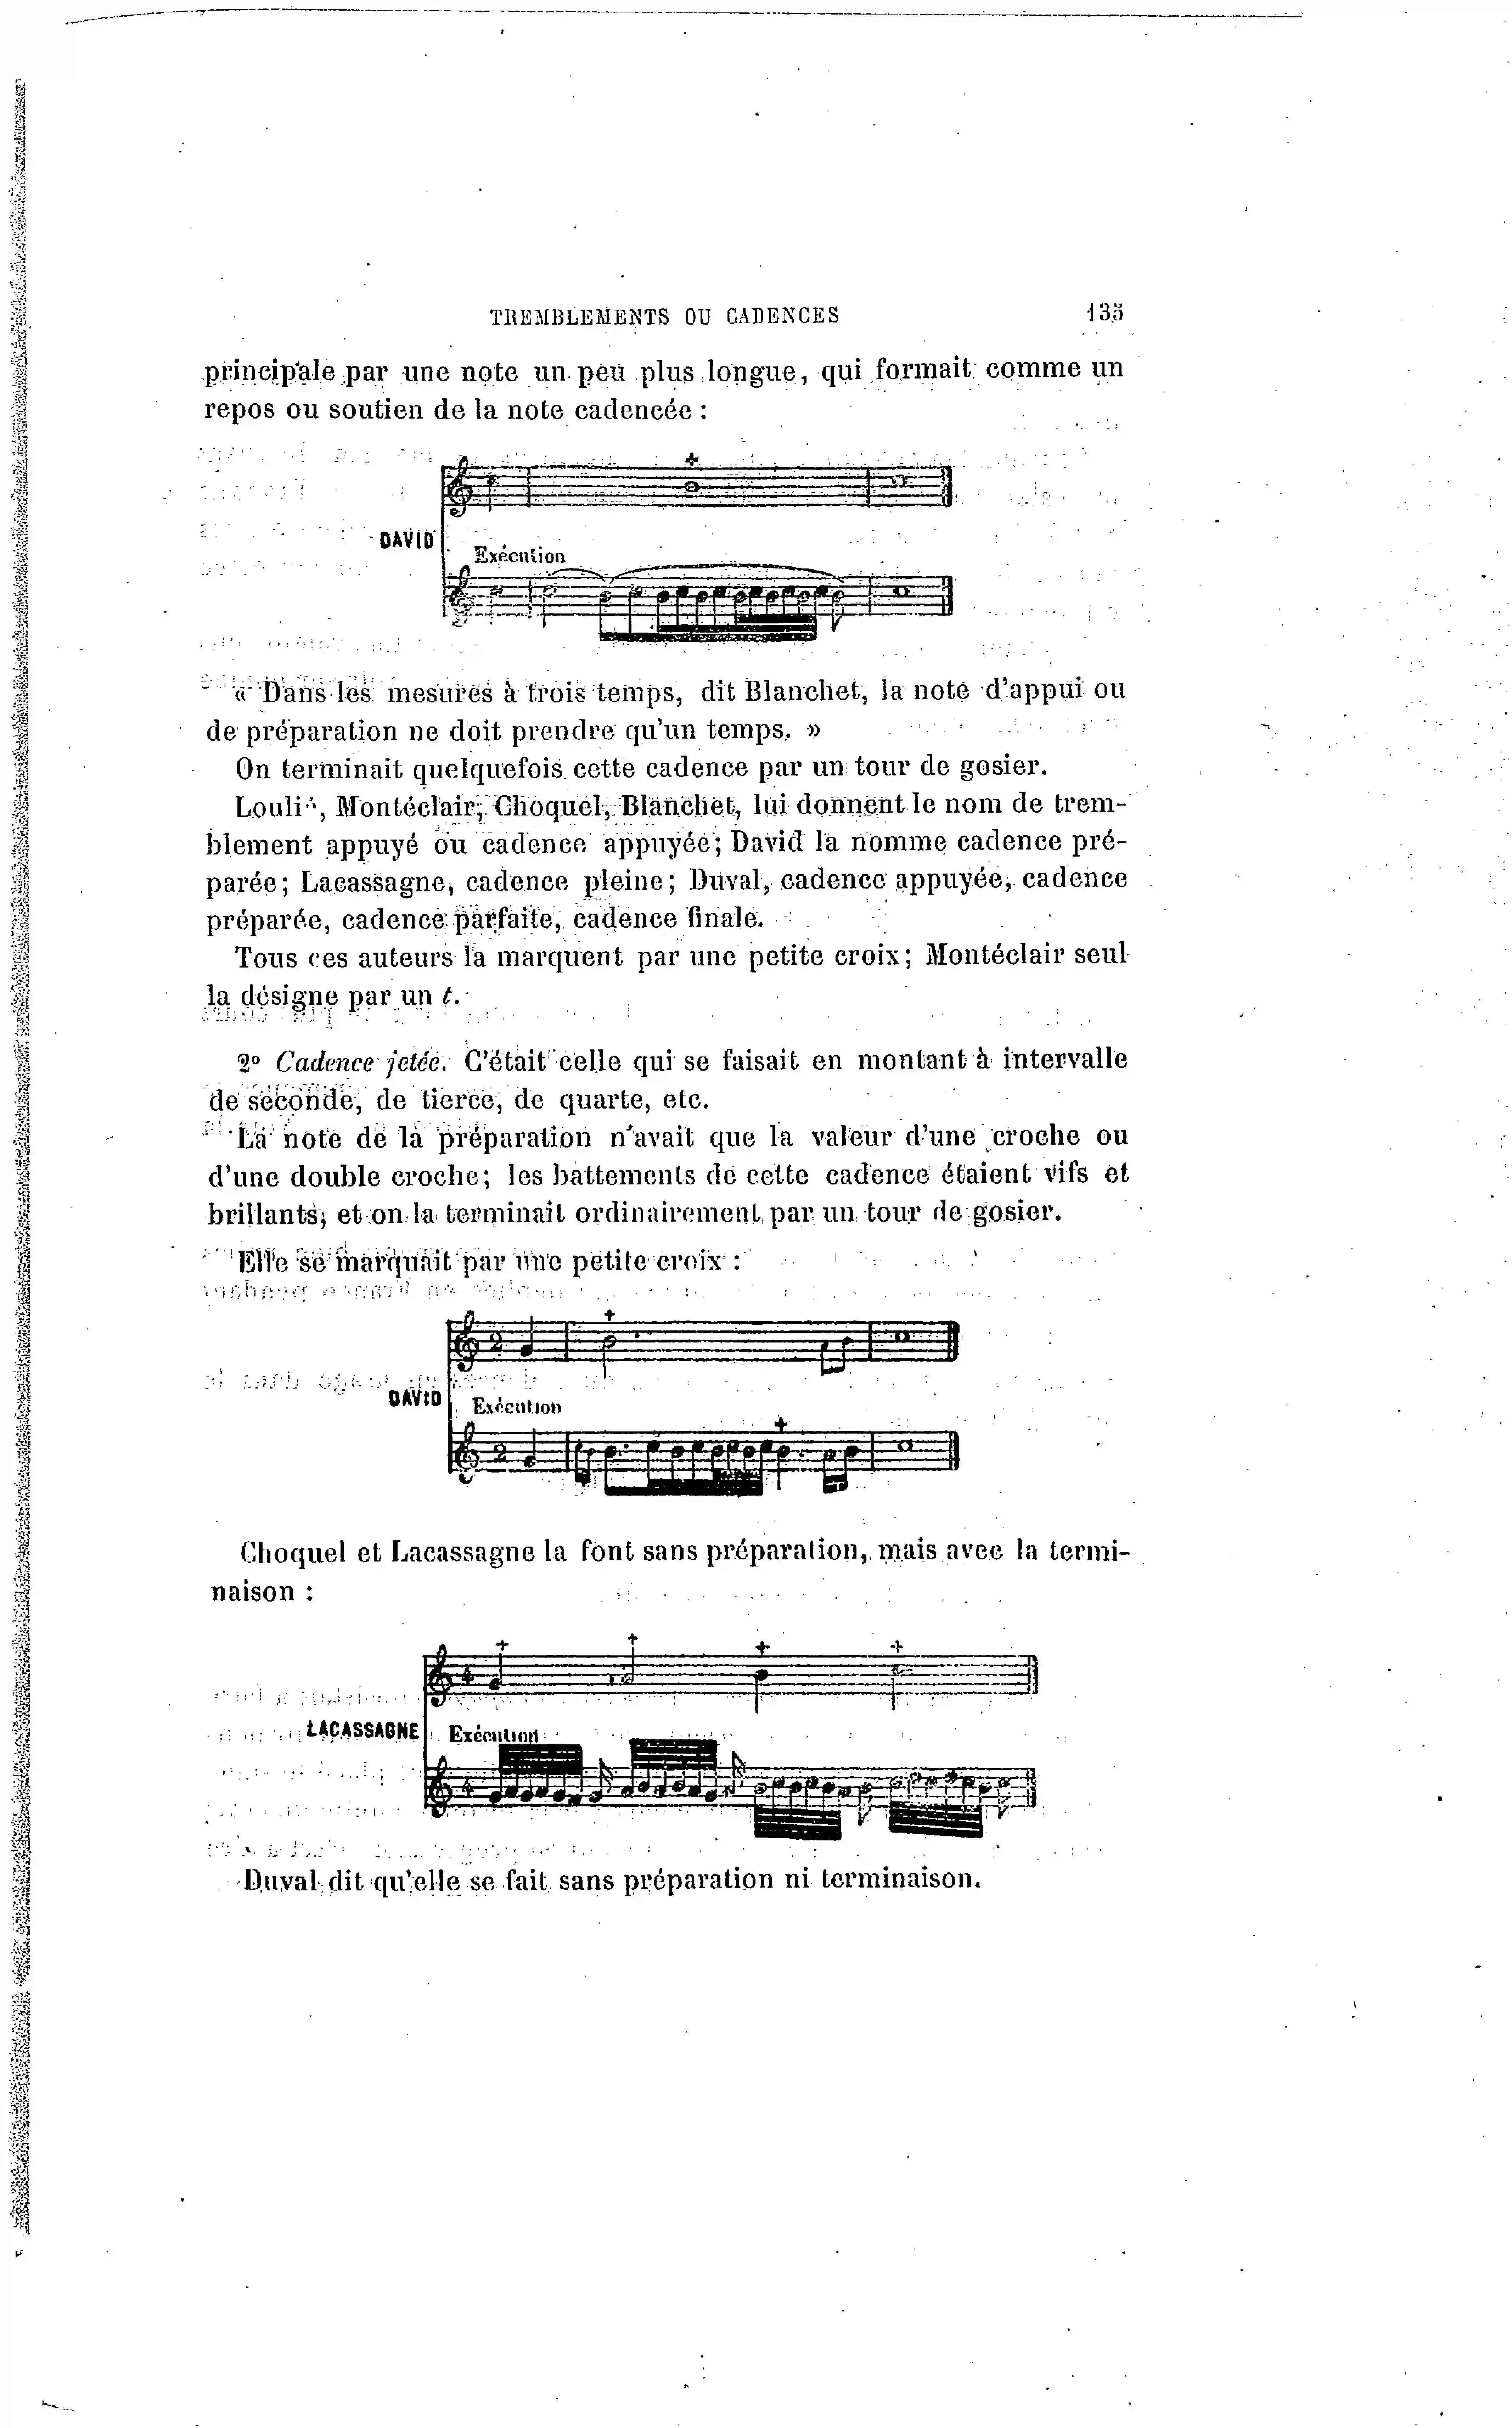 TREMBLEMENTS OU CADENCES 135
principale par une note un peu plus longue, qui formait comme un
repos ou soutien de la note cadencée :
DAVID
Exécution
« Dans les mesures à trois temps, dit Blanchet, la note d'appui ou
de préparation ne doit prendre qu'un temps. »
On terminait quelquefois cette cadence par un tour de gosier.
Loulié, Montéclair, Choquel, Blanchet, lui donnent le nom de trem-
blement appuyé ou cadence appuyée; David la nomme cadence pré-
parée; Lacassagne, cadence pleine; Duval, cadence appuyée, cadence
préparée, cadence parfaite, cadence finale.
Tous ces auteurs la marquent par une petite croix; Montéclair seul
la désigne par un t.
2º Cadence jetée. C'était celle qui se faisait en montant à intervalle
de seconde, de tierce, de quarte, etc.
La note de la préparation n'avait que la valeur d'une croche ou
d'une double croche; les battements de cette cadence étaient vifs et
brillants, et on la terminait ordinairement par un tour de gosier.
Elle se marquait par une petite croix :
DAVID
Exécution
Choquel et Lacassagne la font sans préparation, mais avec la termi-
naison :
LACASSAGNE
Exécution
Duval dit qu'elle se fait sans préparation ni terminaison.